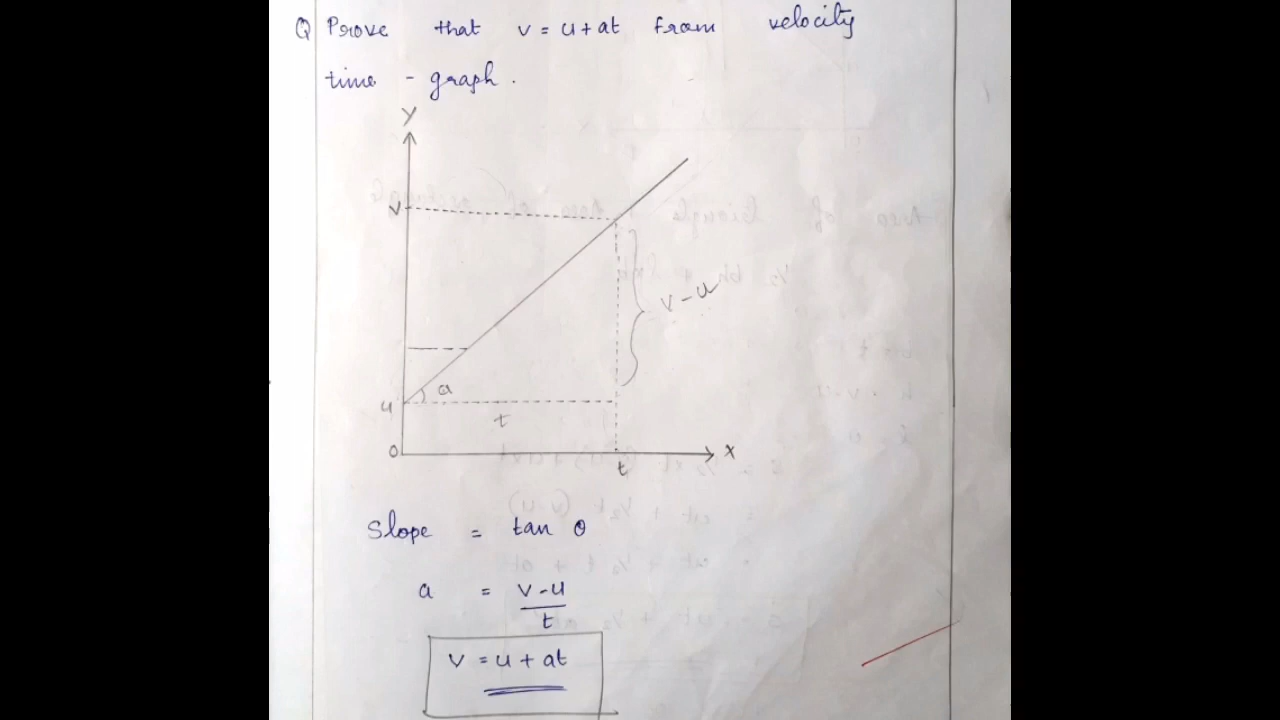 Q Prove that v = u + at from velocity
time - graph.
Y
V
v - u
a
u
t
O
X
t
Slope = tan θ
a = v - u / t
v = u + at